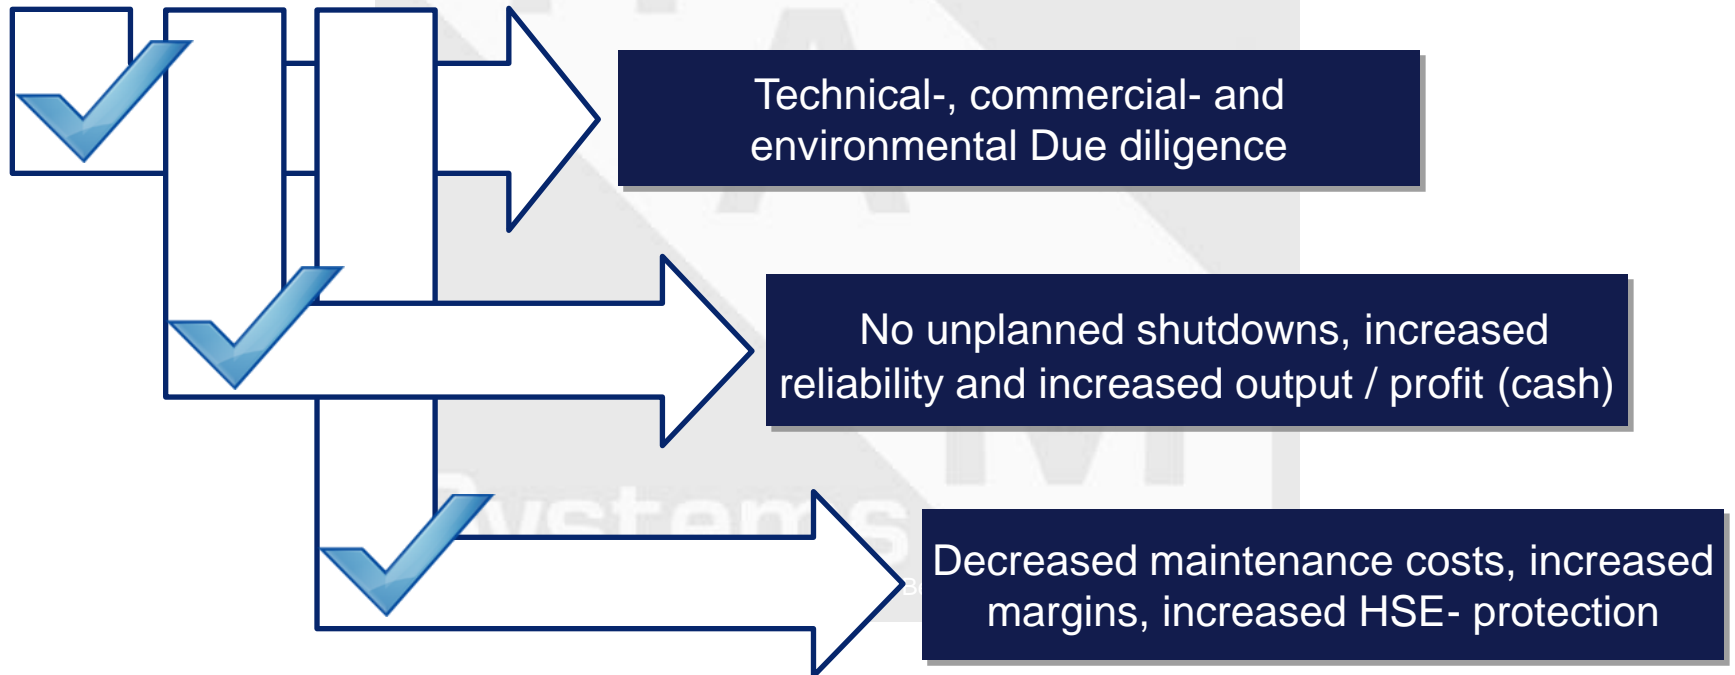 A
Technical-, commercial- and
environmental Due diligence
No unplanned shutdowns, increased
reliability and increased output / profit (cash)
M
Systems
Decreased maintenance costs, increased
margins, increased HSE- protection